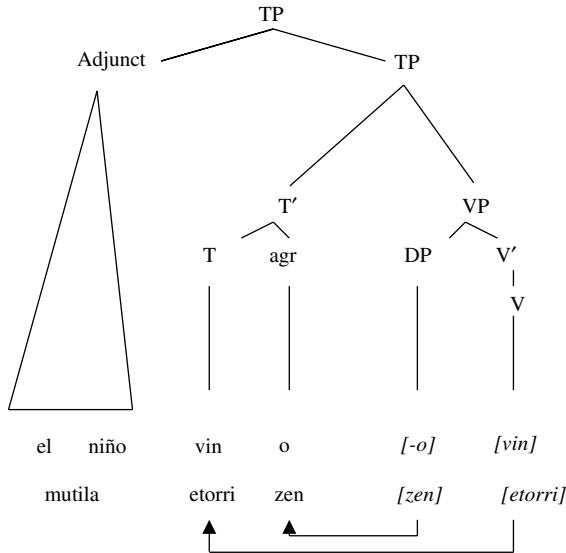 TP
Adjunct TP
T′ VP
T agr DP V′
V
el niño vin o [-o] [vin]
mutila etorri zen [zen] [etorri]